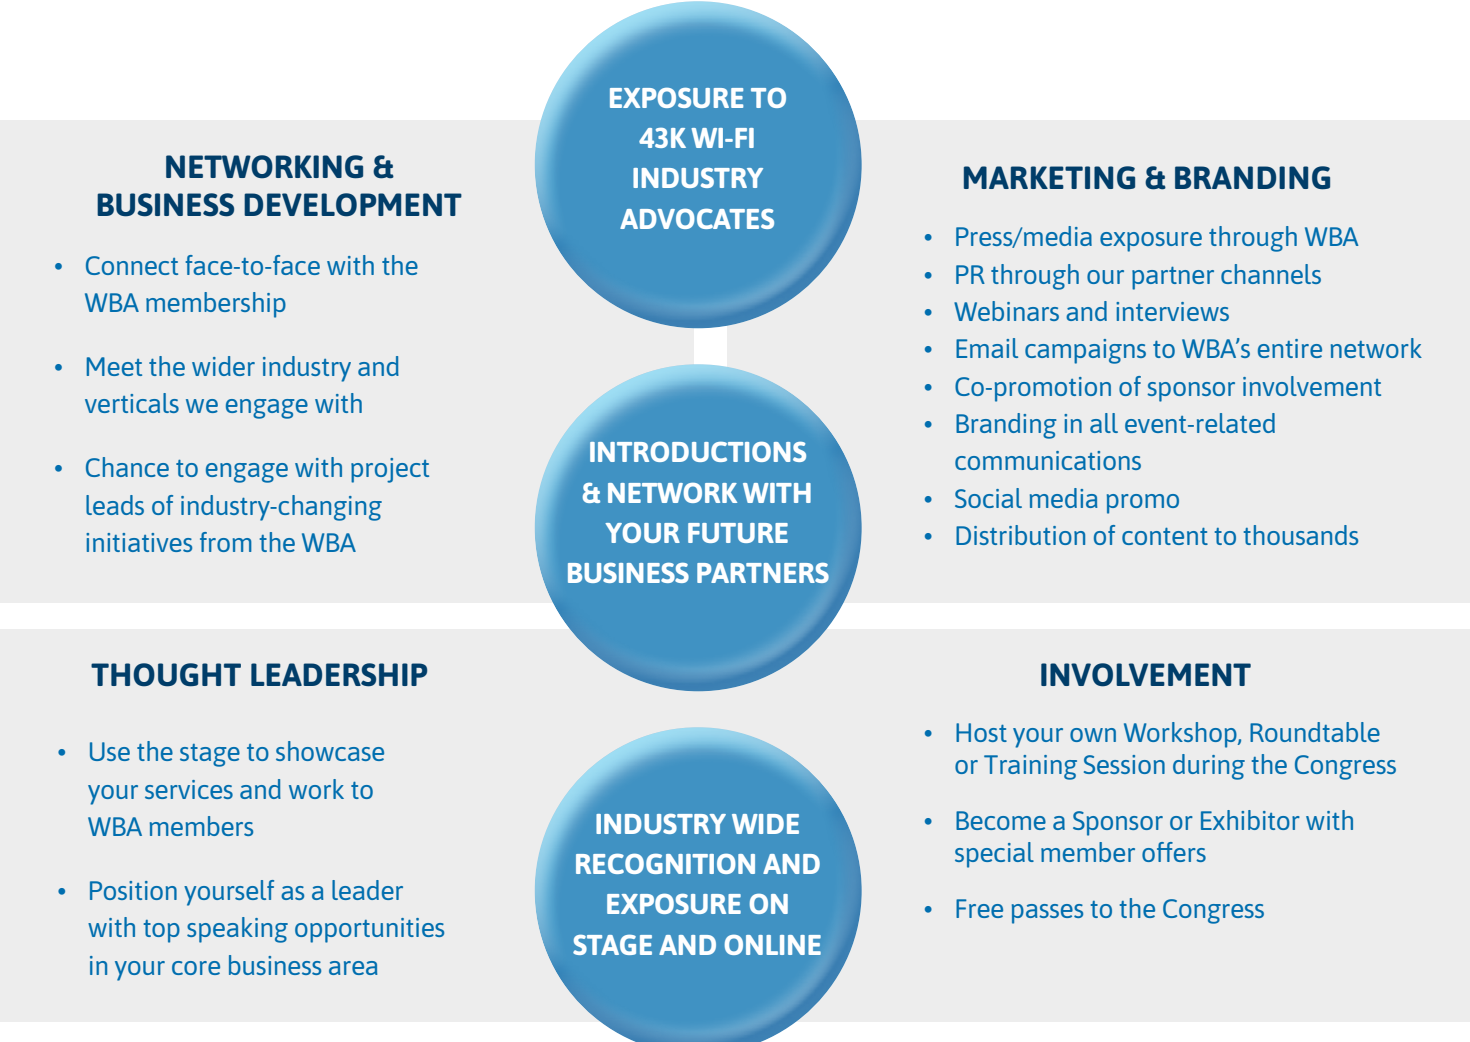 EXPOSURE TO
43K WI-FI
INDUSTRY
ADVOCATES
NETWORKING &
BUSINESS DEVELOPMENT
• Connect face-to-face with the
WBA membership
• Meet the wider industry and
verticals we engage with
• Chance to engage with project
leads of industry-changing
initiatives from the WBA
MARKETING & BRANDING
• Press/media exposure through WBA
• PR through our partner channels
• Webinars and interviews
• Email campaigns to WBA’s entire network
• Co-promotion of sponsor involvement
• Branding in all event-related
communications
• Social media promo
• Distribution of content to thousands
INTRODUCTIONS
& NETWORK WITH
YOUR FUTURE
BUSINESS PARTNERS
THOUGHT LEADERSHIP
• Use the stage to showcase
your services and work to
WBA members
• Position yourself as a leader
with top speaking opportunities
in your core business area
INVOLVEMENT
• Host your own Workshop, Roundtable
or Training Session during the Congress
• Become a Sponsor or Exhibitor with
special member offers
• Free passes to the Congress
INDUSTRY WIDE
RECOGNITION AND
EXPOSURE ON
STAGE AND ONLINE